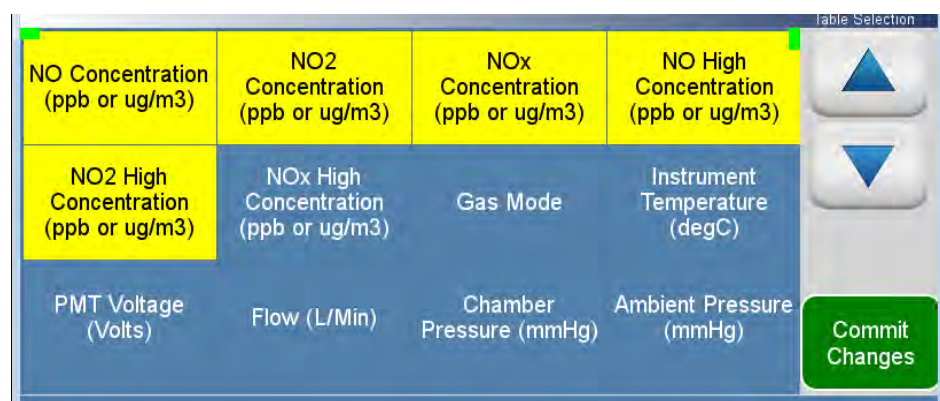 Table Selection
NO Concentration
(ppb or ug/m3)
NO2
Concentration
(ppb or ug/m3)
NOx
Concentration
(ppb or ug/m3)
NO High
Concentration
(ppb or ug/m3)
NO2 High
Concentration
(ppb or ug/m3)
NOx High
Concentration
(ppb or ug/m3)
Gas Mode
Instrument
Temperature
(degC)
PMT Voltage
(Volts)
Flow (L/Min)
Chamber
Pressure (mmHg)
Ambient Pressure
(mmHg)
Commit
Changes